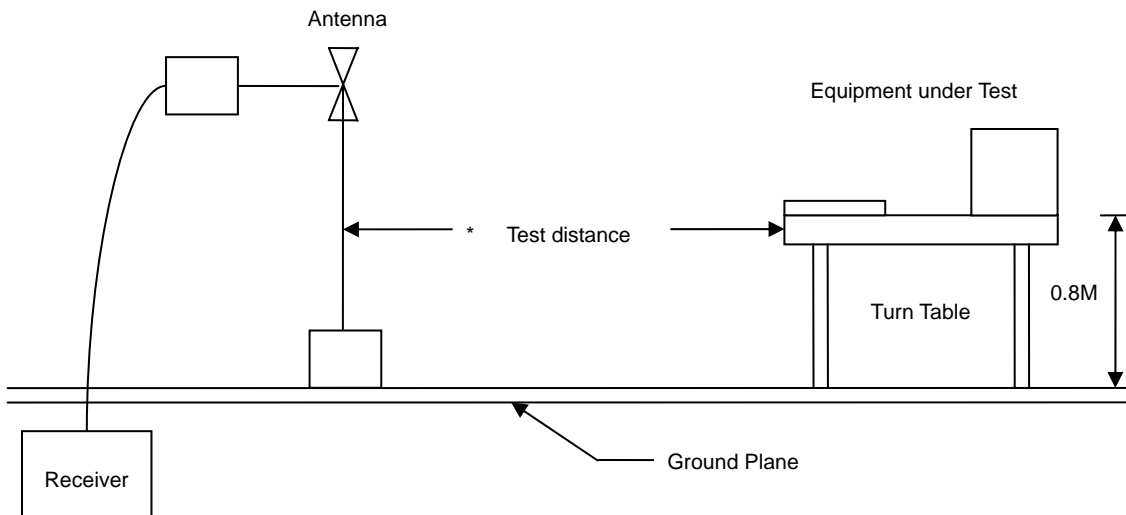 Antenna
Equipment under Test
* Test distance
0.8M
Turn Table
Ground Plane
Receiver